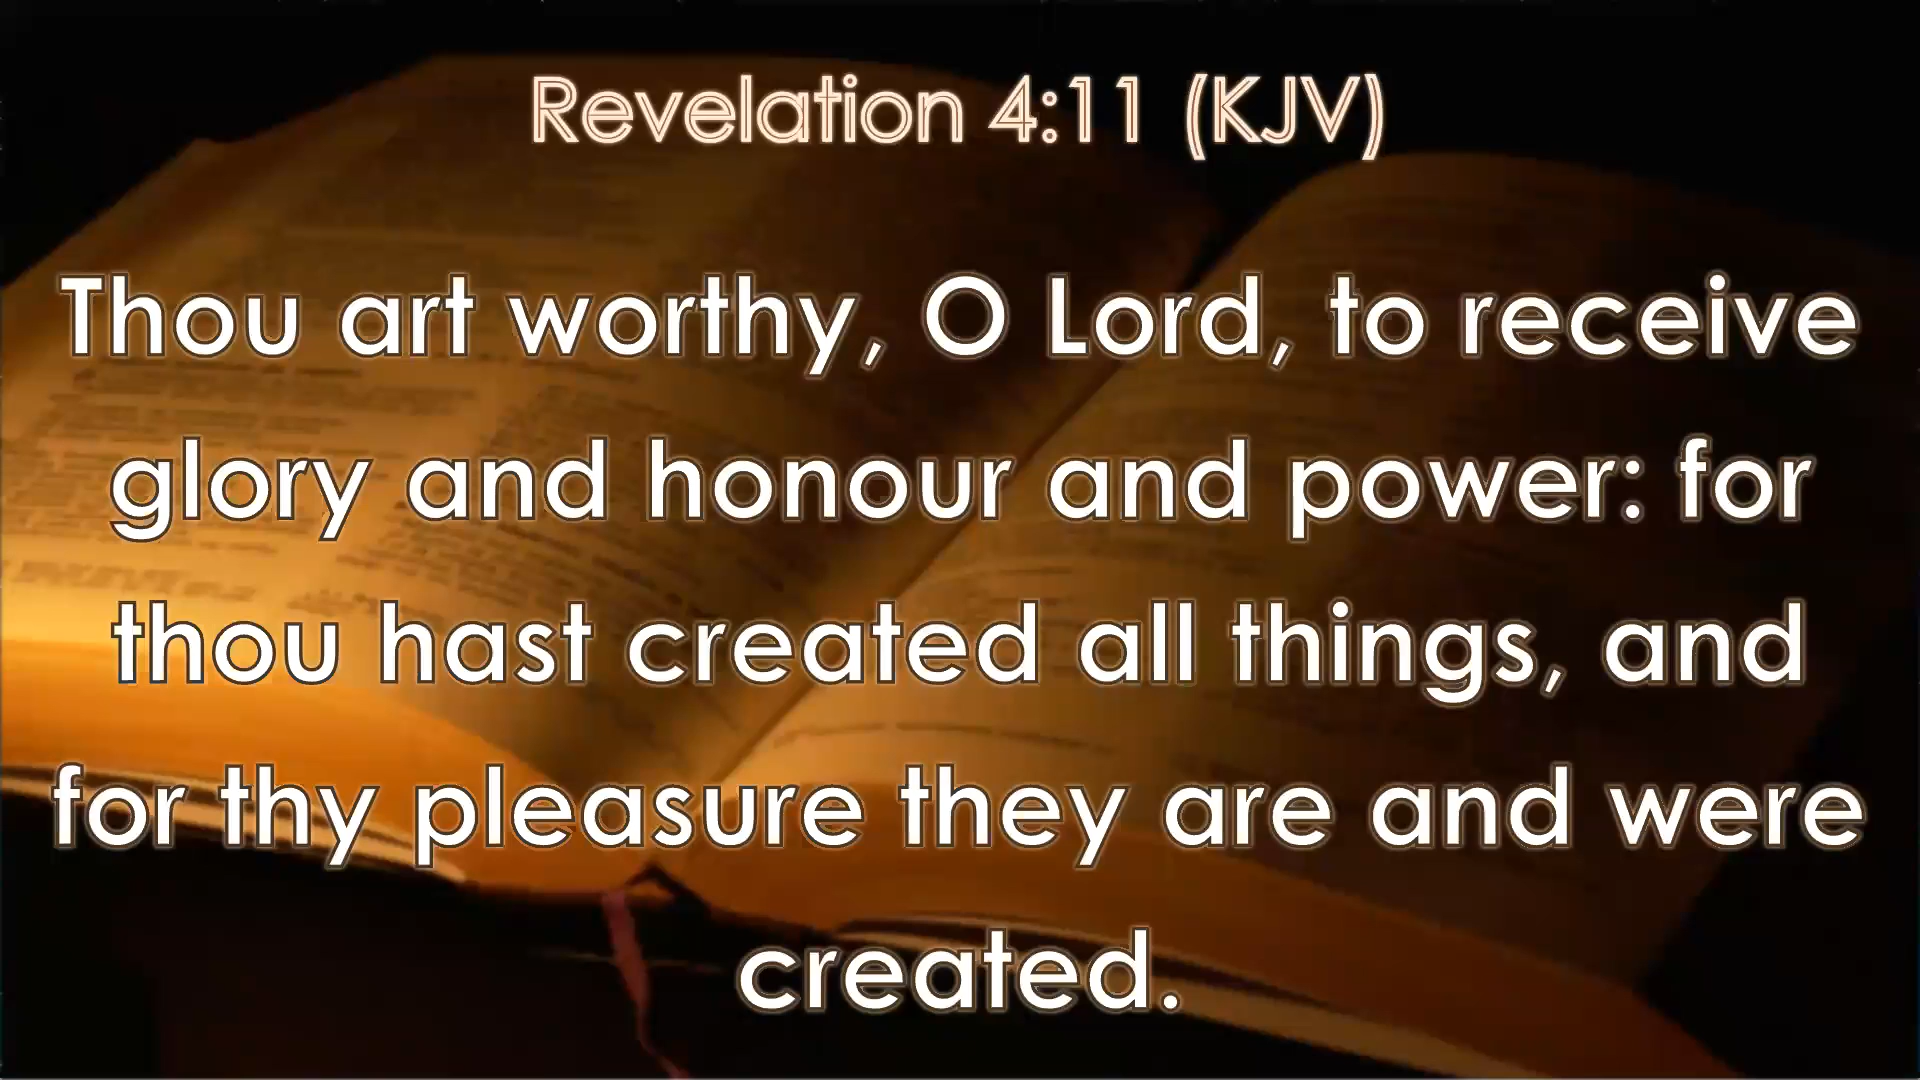 Revelation 4:11 (KJV)
Thou art worthy, O Lord, to receive
glory and honour and power: for
thou hast created all things, and
for thy pleasure they are and were
created.